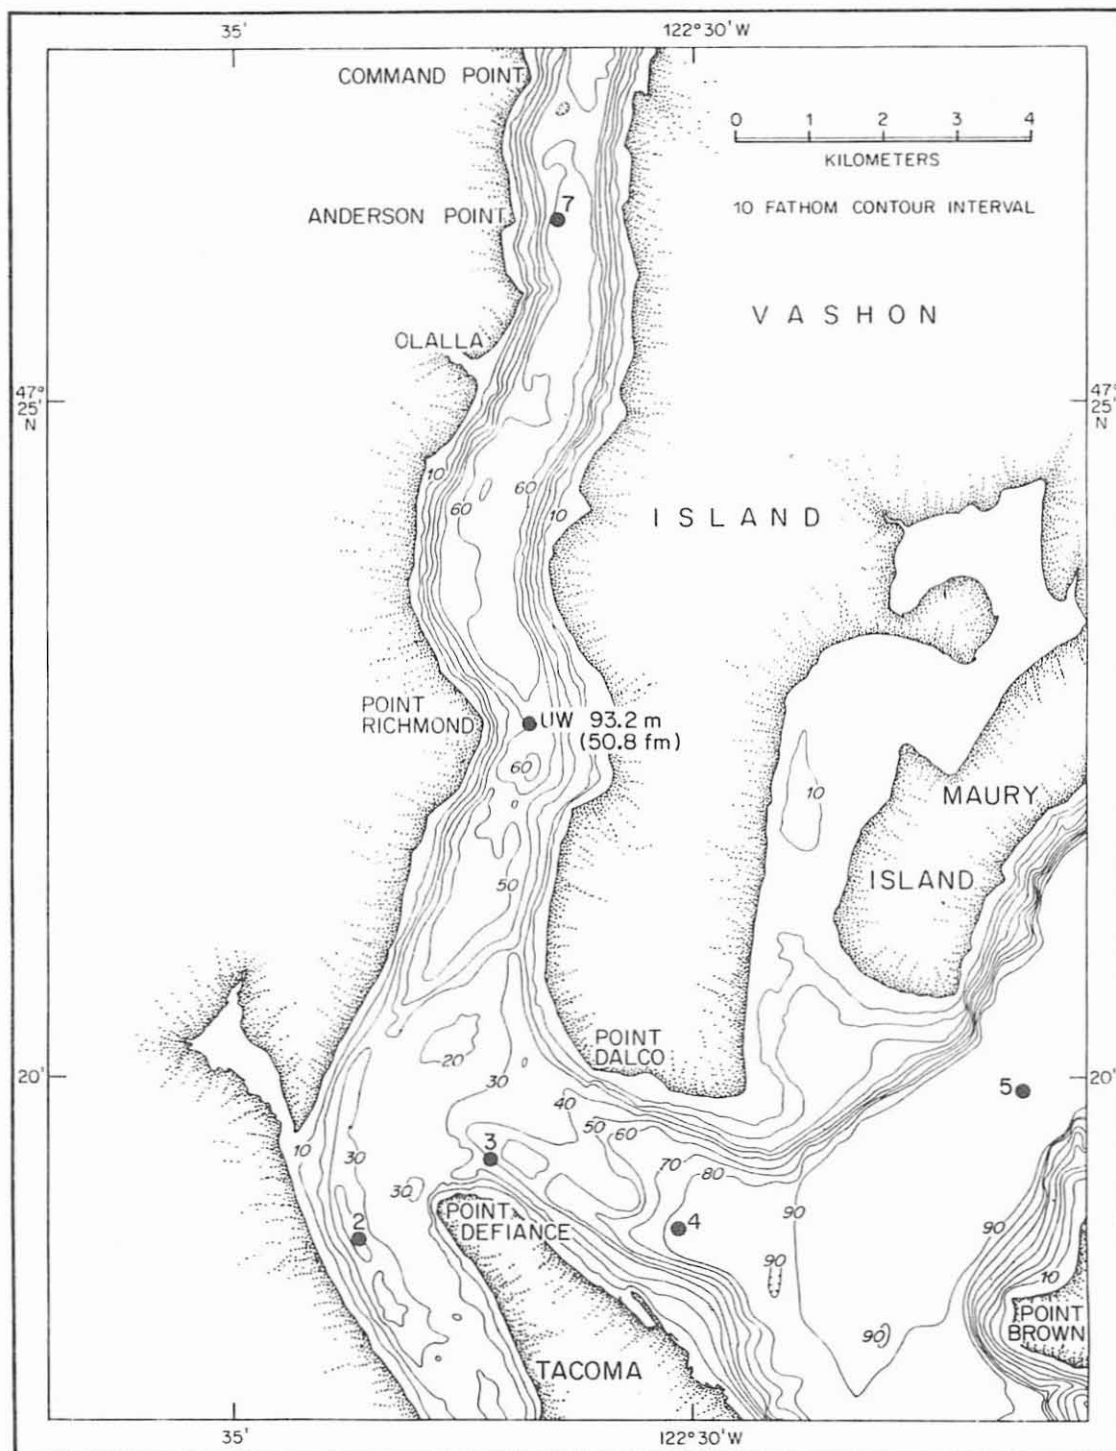 35'
122°30'W
COMMAND POINT
0 1 2 3 4
KILOMETERS
10 FATHOM CONTOUR INTERVAL
7
ANDERSON POINT
VASHON
OLALLA
47°
25'
N
47°
25'
N
10
60
60
10
ISLAND
POINT
RICHMOND
UW 93.2 m
(50.8 fm)
60
10
MAURY
ISLAND
50
POINT
DALCO
20
30
20'
20'
5
40
50
60
70
80
10
30
3
30
POINT
DEFIANCE
2
4
90
90
90
10
90
POINT
BROWN
TACOMA
35'
122°30'W